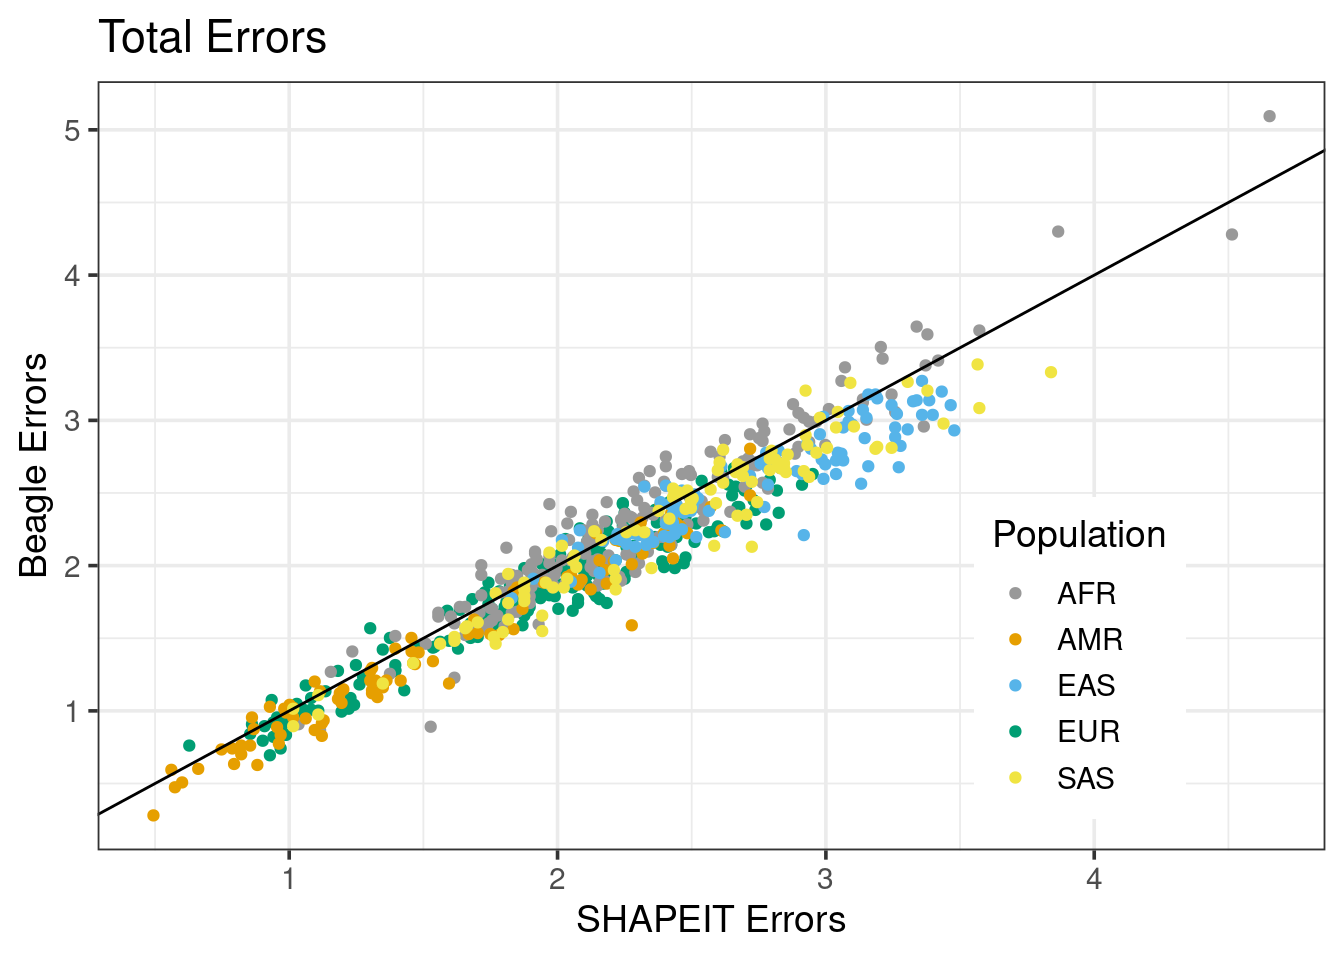 Total Errors
5
4
3
2
1
Beagle Errors
1
2
3
4
SHAPEIT Errors
Population
AFR
AMR
EAS
EUR
SAS